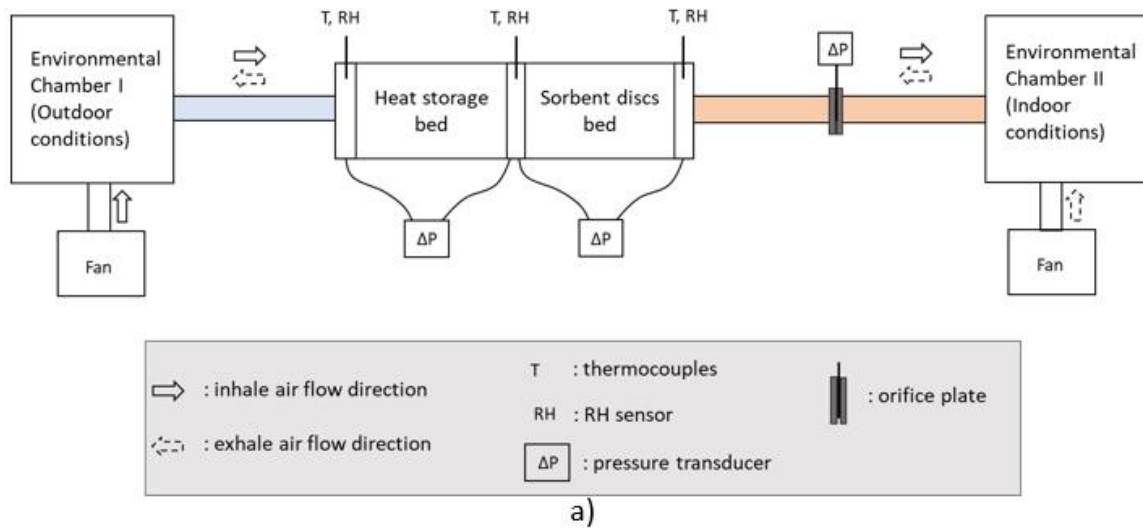 T, RH
T, RH
T, RH
ΔP
Environmental
Chamber I
(Outdoor
conditions)
Heat storage
bed
Sorbent discs
bed
Environmental
Chamber II
(Indoor
conditions)
ΔP
ΔP
Fan
Fan
: inhale air flow direction
: exhale air flow direction
T : thermocouples
RH : RH sensor
ΔP : pressure transducer
: orifice plate
a)